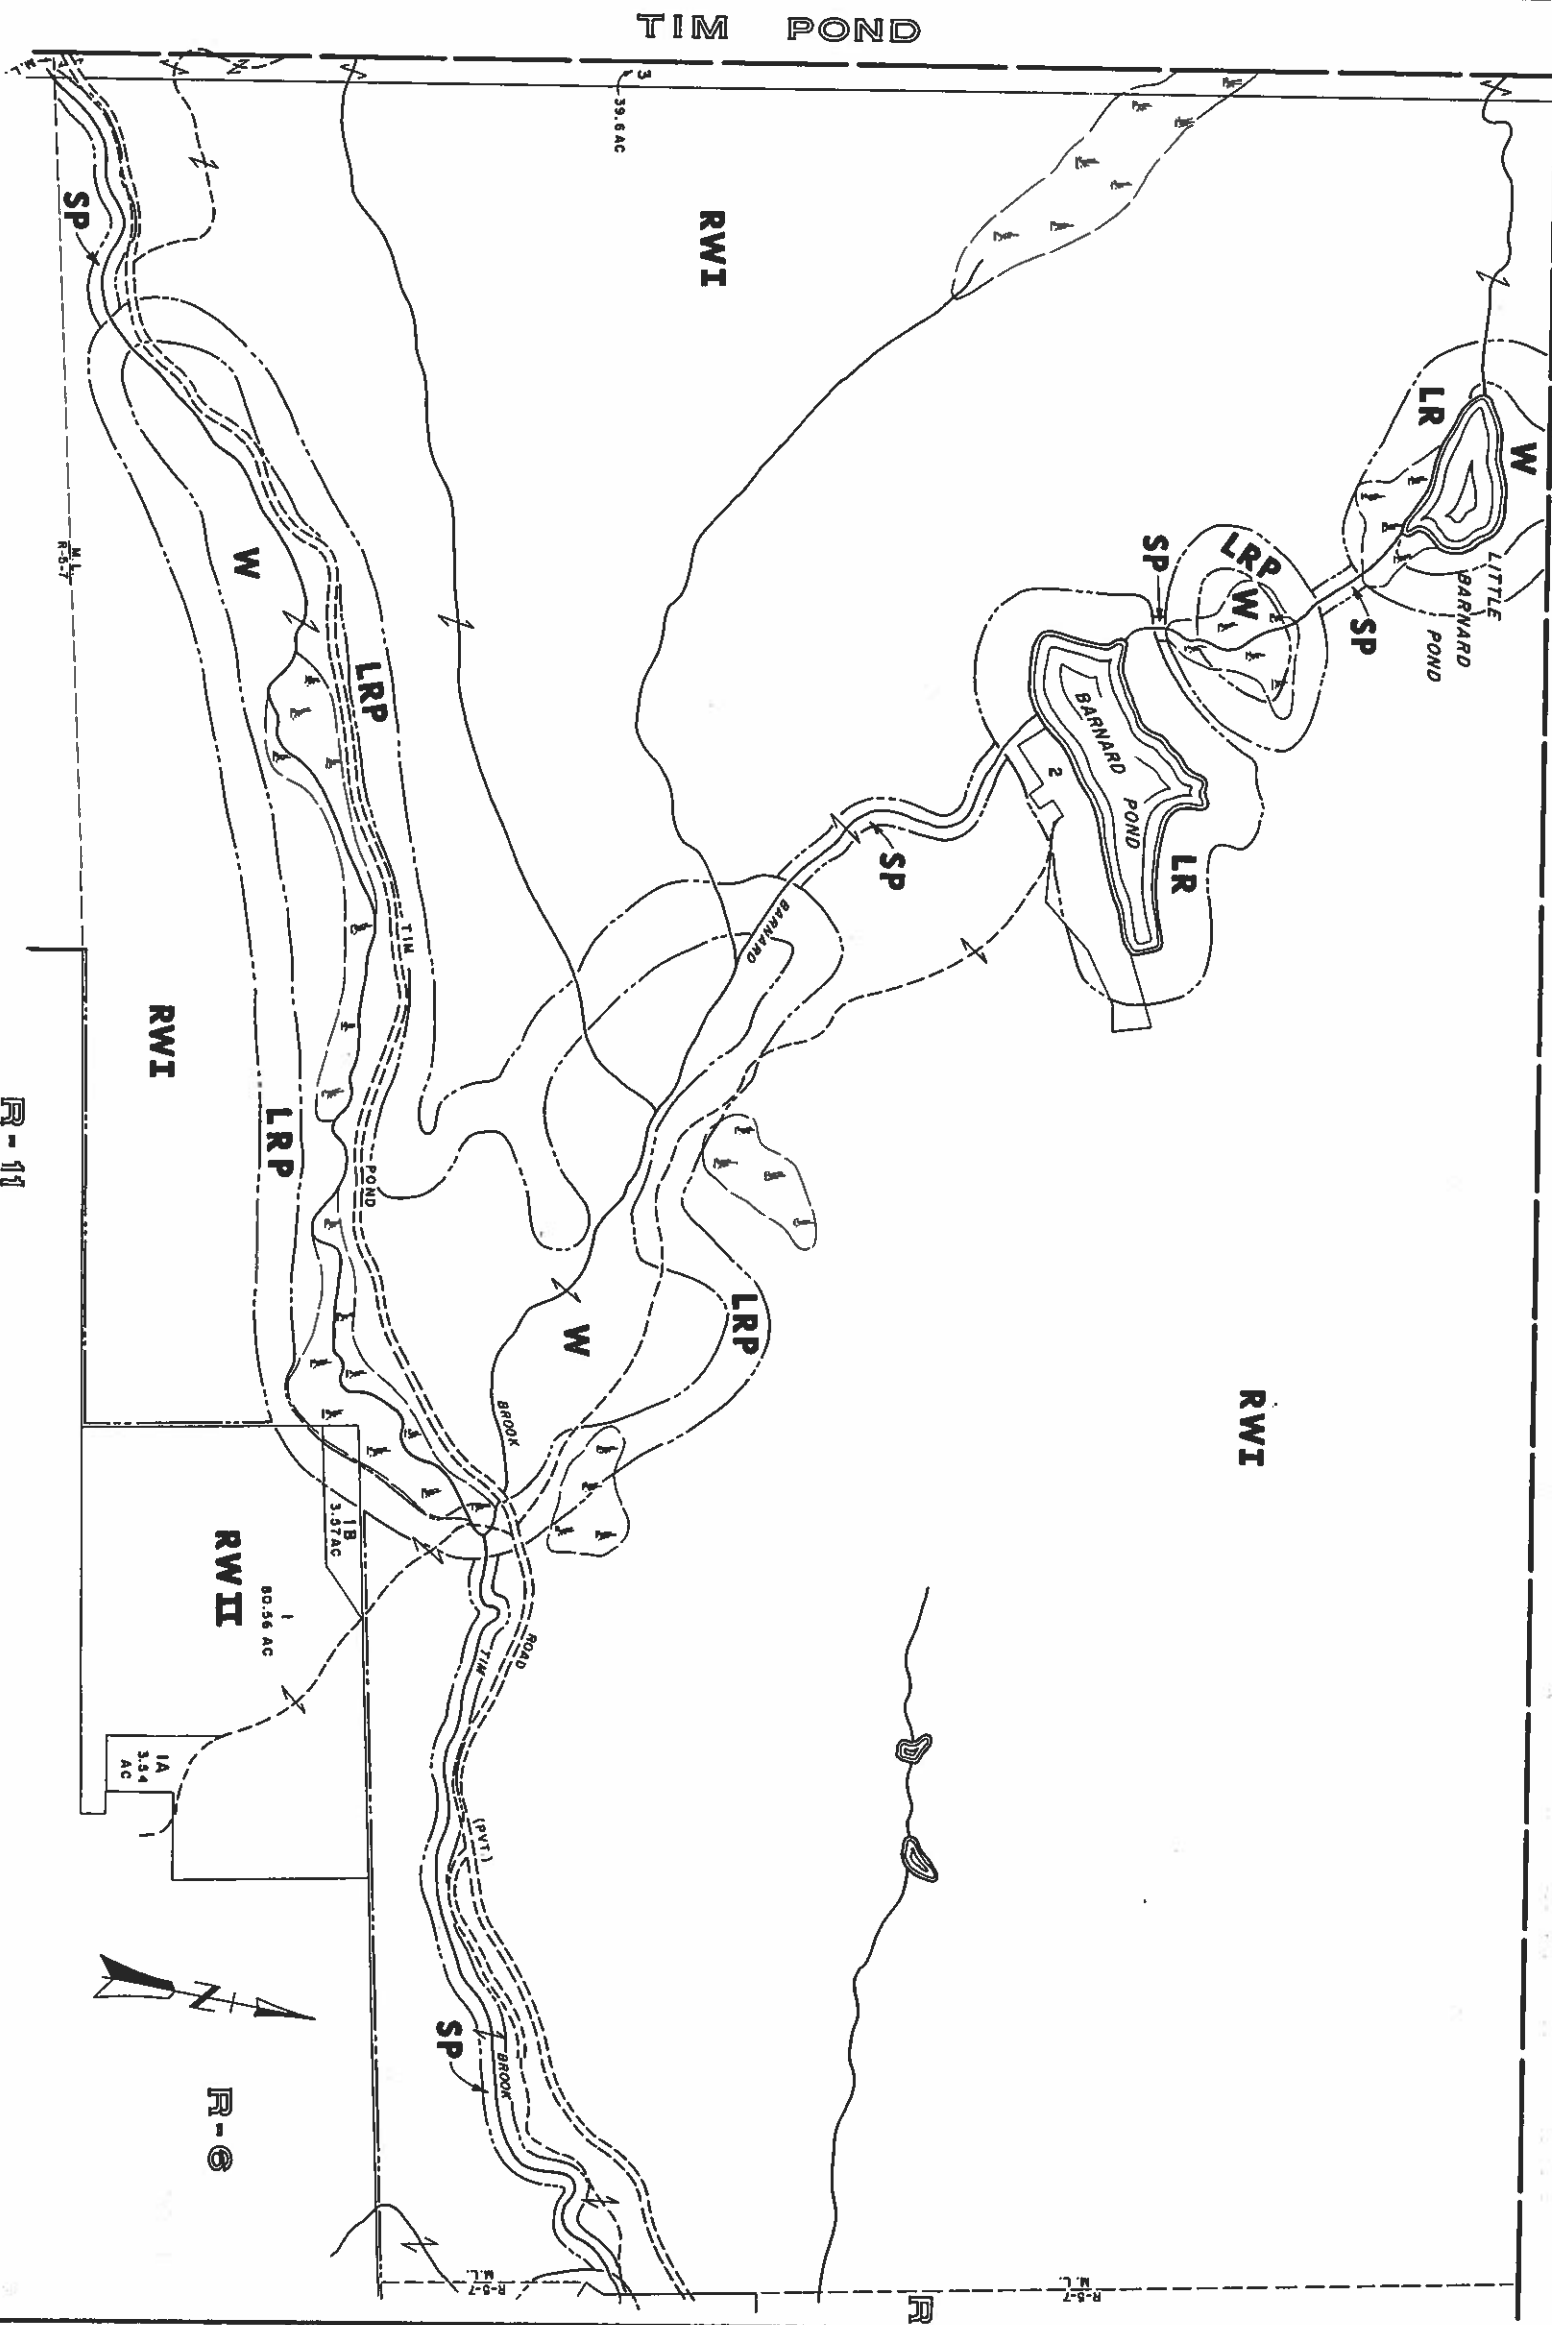 TIM POND
M. L.
3
39.6 AC
SP
RWI
LR
W
LITTLE
BARNARD
POND
SP
LRP
W
SP
BARNARD
POND
2
LR
W
M. L.
R-5-7
LRP
SP
BARNARD
TIM
RWI
R-11
LRP
POND
LRP
W
BROOK
RWI
1B
3.57 AC
RWII
1
80.56 AC
ROAD
TIM
1A
3.54
AC
(PVT.)
N
SP
BROOK
R-6
M. L.
R-5-7
M. L.
R-5-7
R